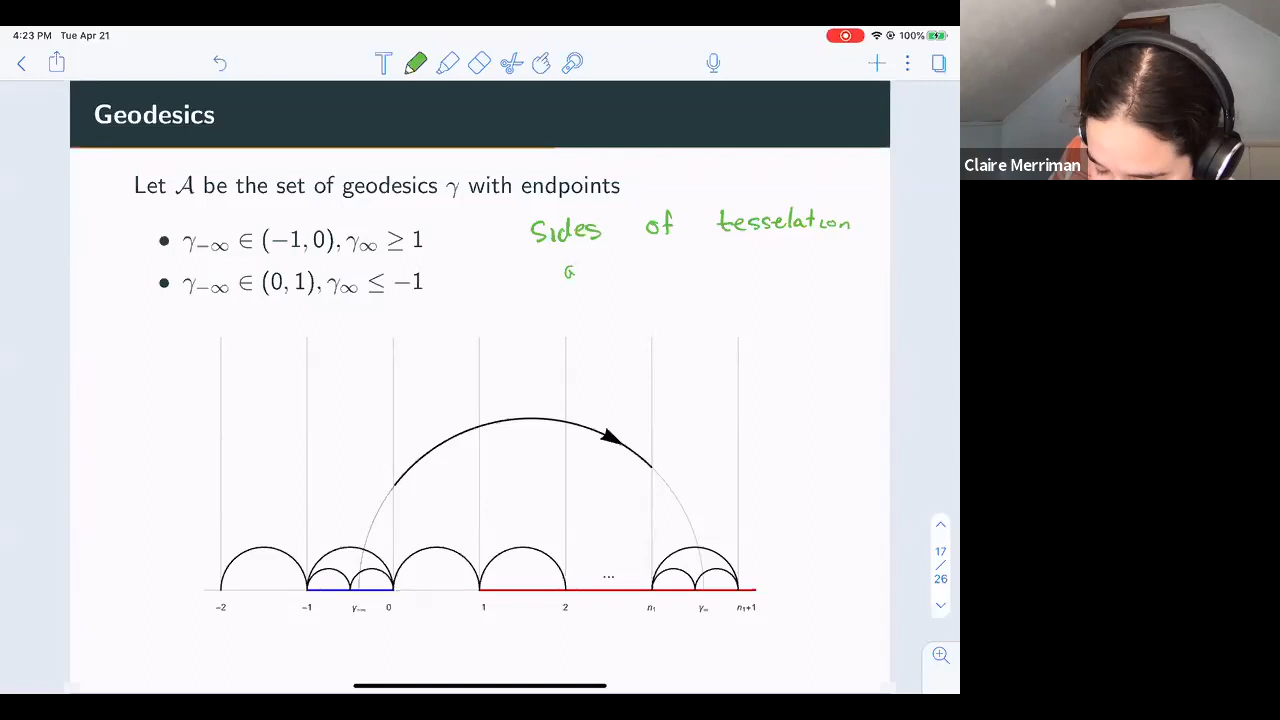 4:23 PM Tue Apr 21
100%
Geodesics
Claire Merriman
Let 𝒜 be the set of geodesics γ with endpoints
• γ₋∞ ∈ (−1, 0), γ∞ ≥ 1
• γ₋∞ ∈ (0, 1), γ∞ ≤ −1
Sides of tesselation
a
...
−2 −1 γ₋∞ 0 1 2 n₁ γ∞ n₁+1
17
/
26